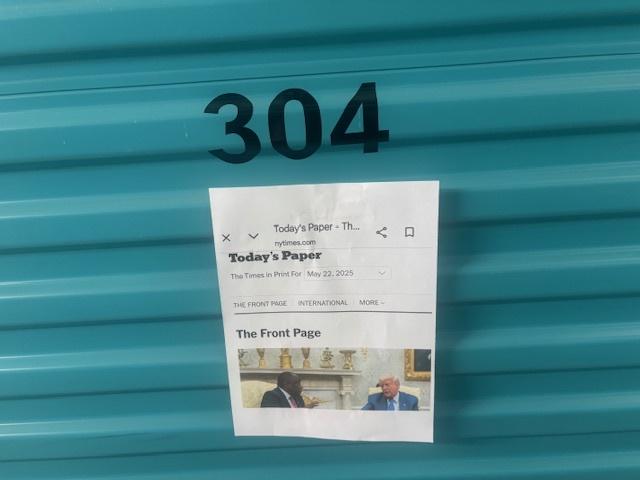 304
Today's Paper - Th...
nytimes.com
Today's Paper
The Times in Print For May 22, 2025
THE FRONT PAGE INTERNATIONAL MORE
The Front Page